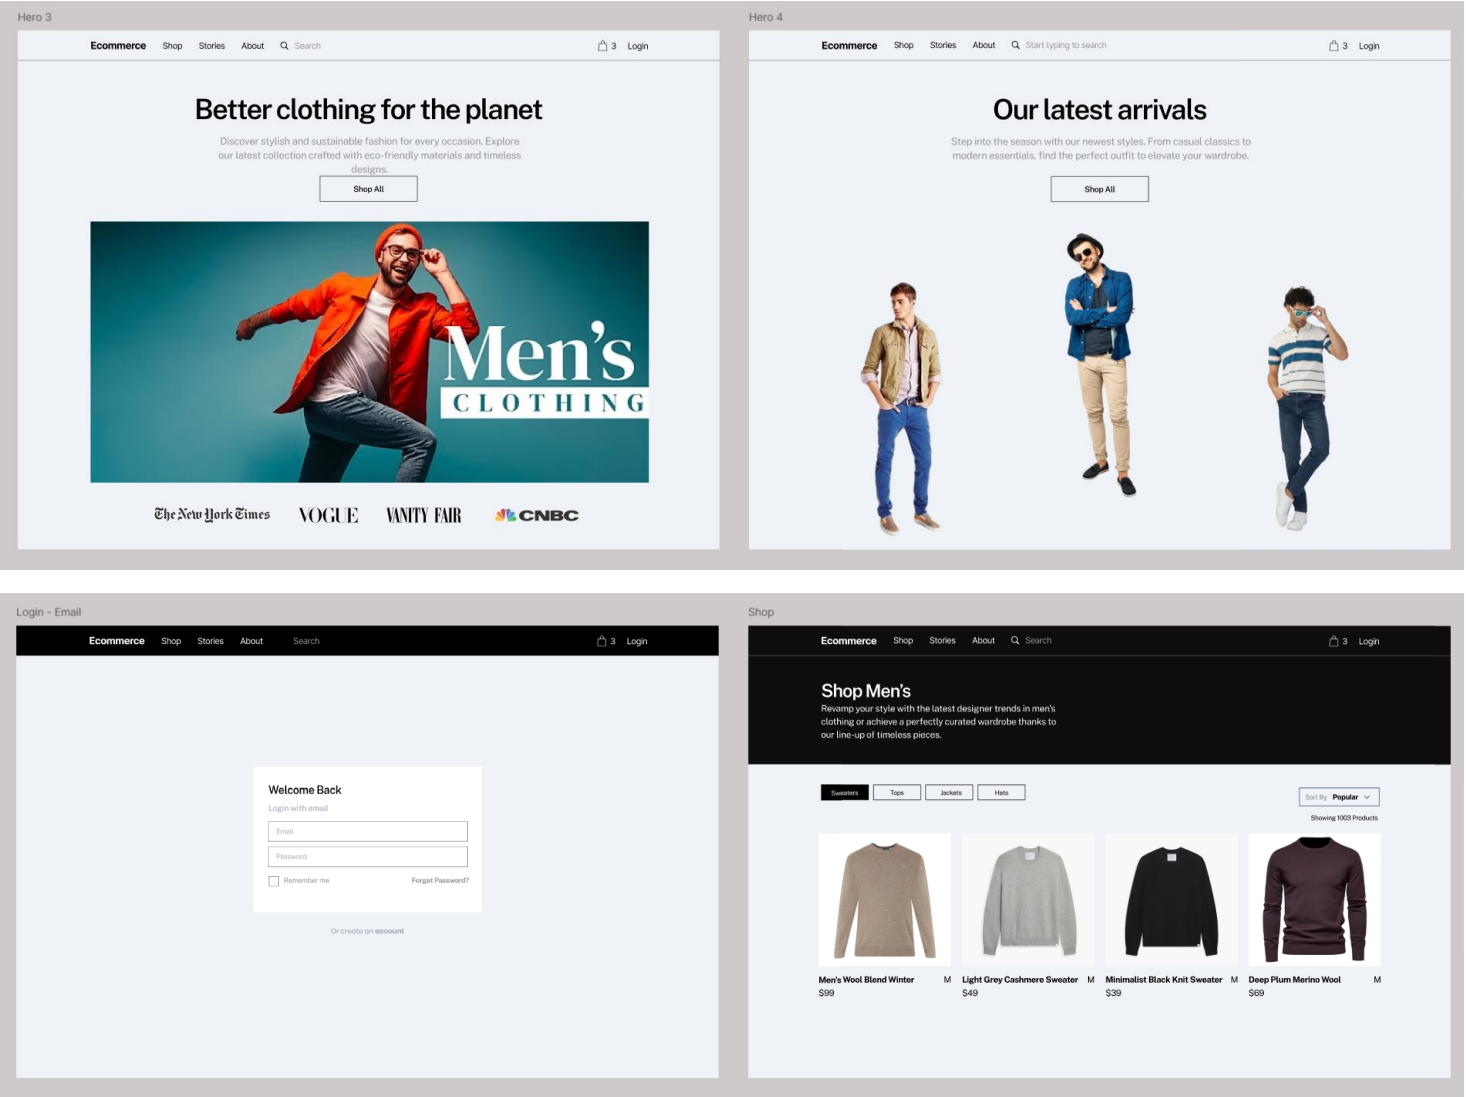 Hero 3
Ecommerce Shop Stories About Search 3 Login
Better clothing for the planet
Discover stylish and sustainable fashion for every occasion. Explore
our latest collection crafted with eco-friendly materials and timeless
designs.
Shop All
Men's
CLOTHING
The New York Times VOGUE VANITY FAIR CNBC
Hero 4
Ecommerce Shop Stories About Start typing to search 3 Login
Our latest arrivals
Step into the season with our newest styles. From casual classics to
modern essentials, find the perfect outfit to elevate your wardrobe.
Shop All
Login - Email
Ecommerce Shop Stories About Search 3 Login
Welcome Back
Login with email
Email
Password
Remember me Forgot Password?
Or create an account
Shop
Ecommerce Shop Stories About Search 3 Login
Shop Men's
Revamp your style with the latest designer trends in men's
clothing or achieve a perfectly curated wardrobe thanks to
our line-up of timeless pieces.
Sweaters Tops Jackets Hats
Sort By Popular
Showing 1003 Products
Men's Wool Blend Winter M
$99
Light Grey Cashmere Sweater M
$49
Minimalist Black Knit Sweater M
$39
Deep Plum Merino Wool M
$69